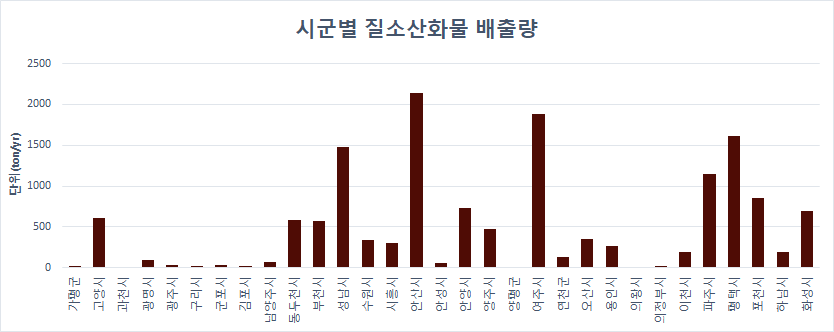 시군별 질소산화물 배출량
단위(ton/yr)
2500
2000
1500
1000
500
0
가평군
고양시
과천시
광명시
광주시
구리시
군포시
김포시
남양주시
동두천시
부천시
성남시
수원시
시흥시
안산시
안성시
안양시
양주시
양평군
여주시
연천군
오산시
용인시
의왕시
의정부시
이천시
파주시
평택시
포천시
하남시
화성시